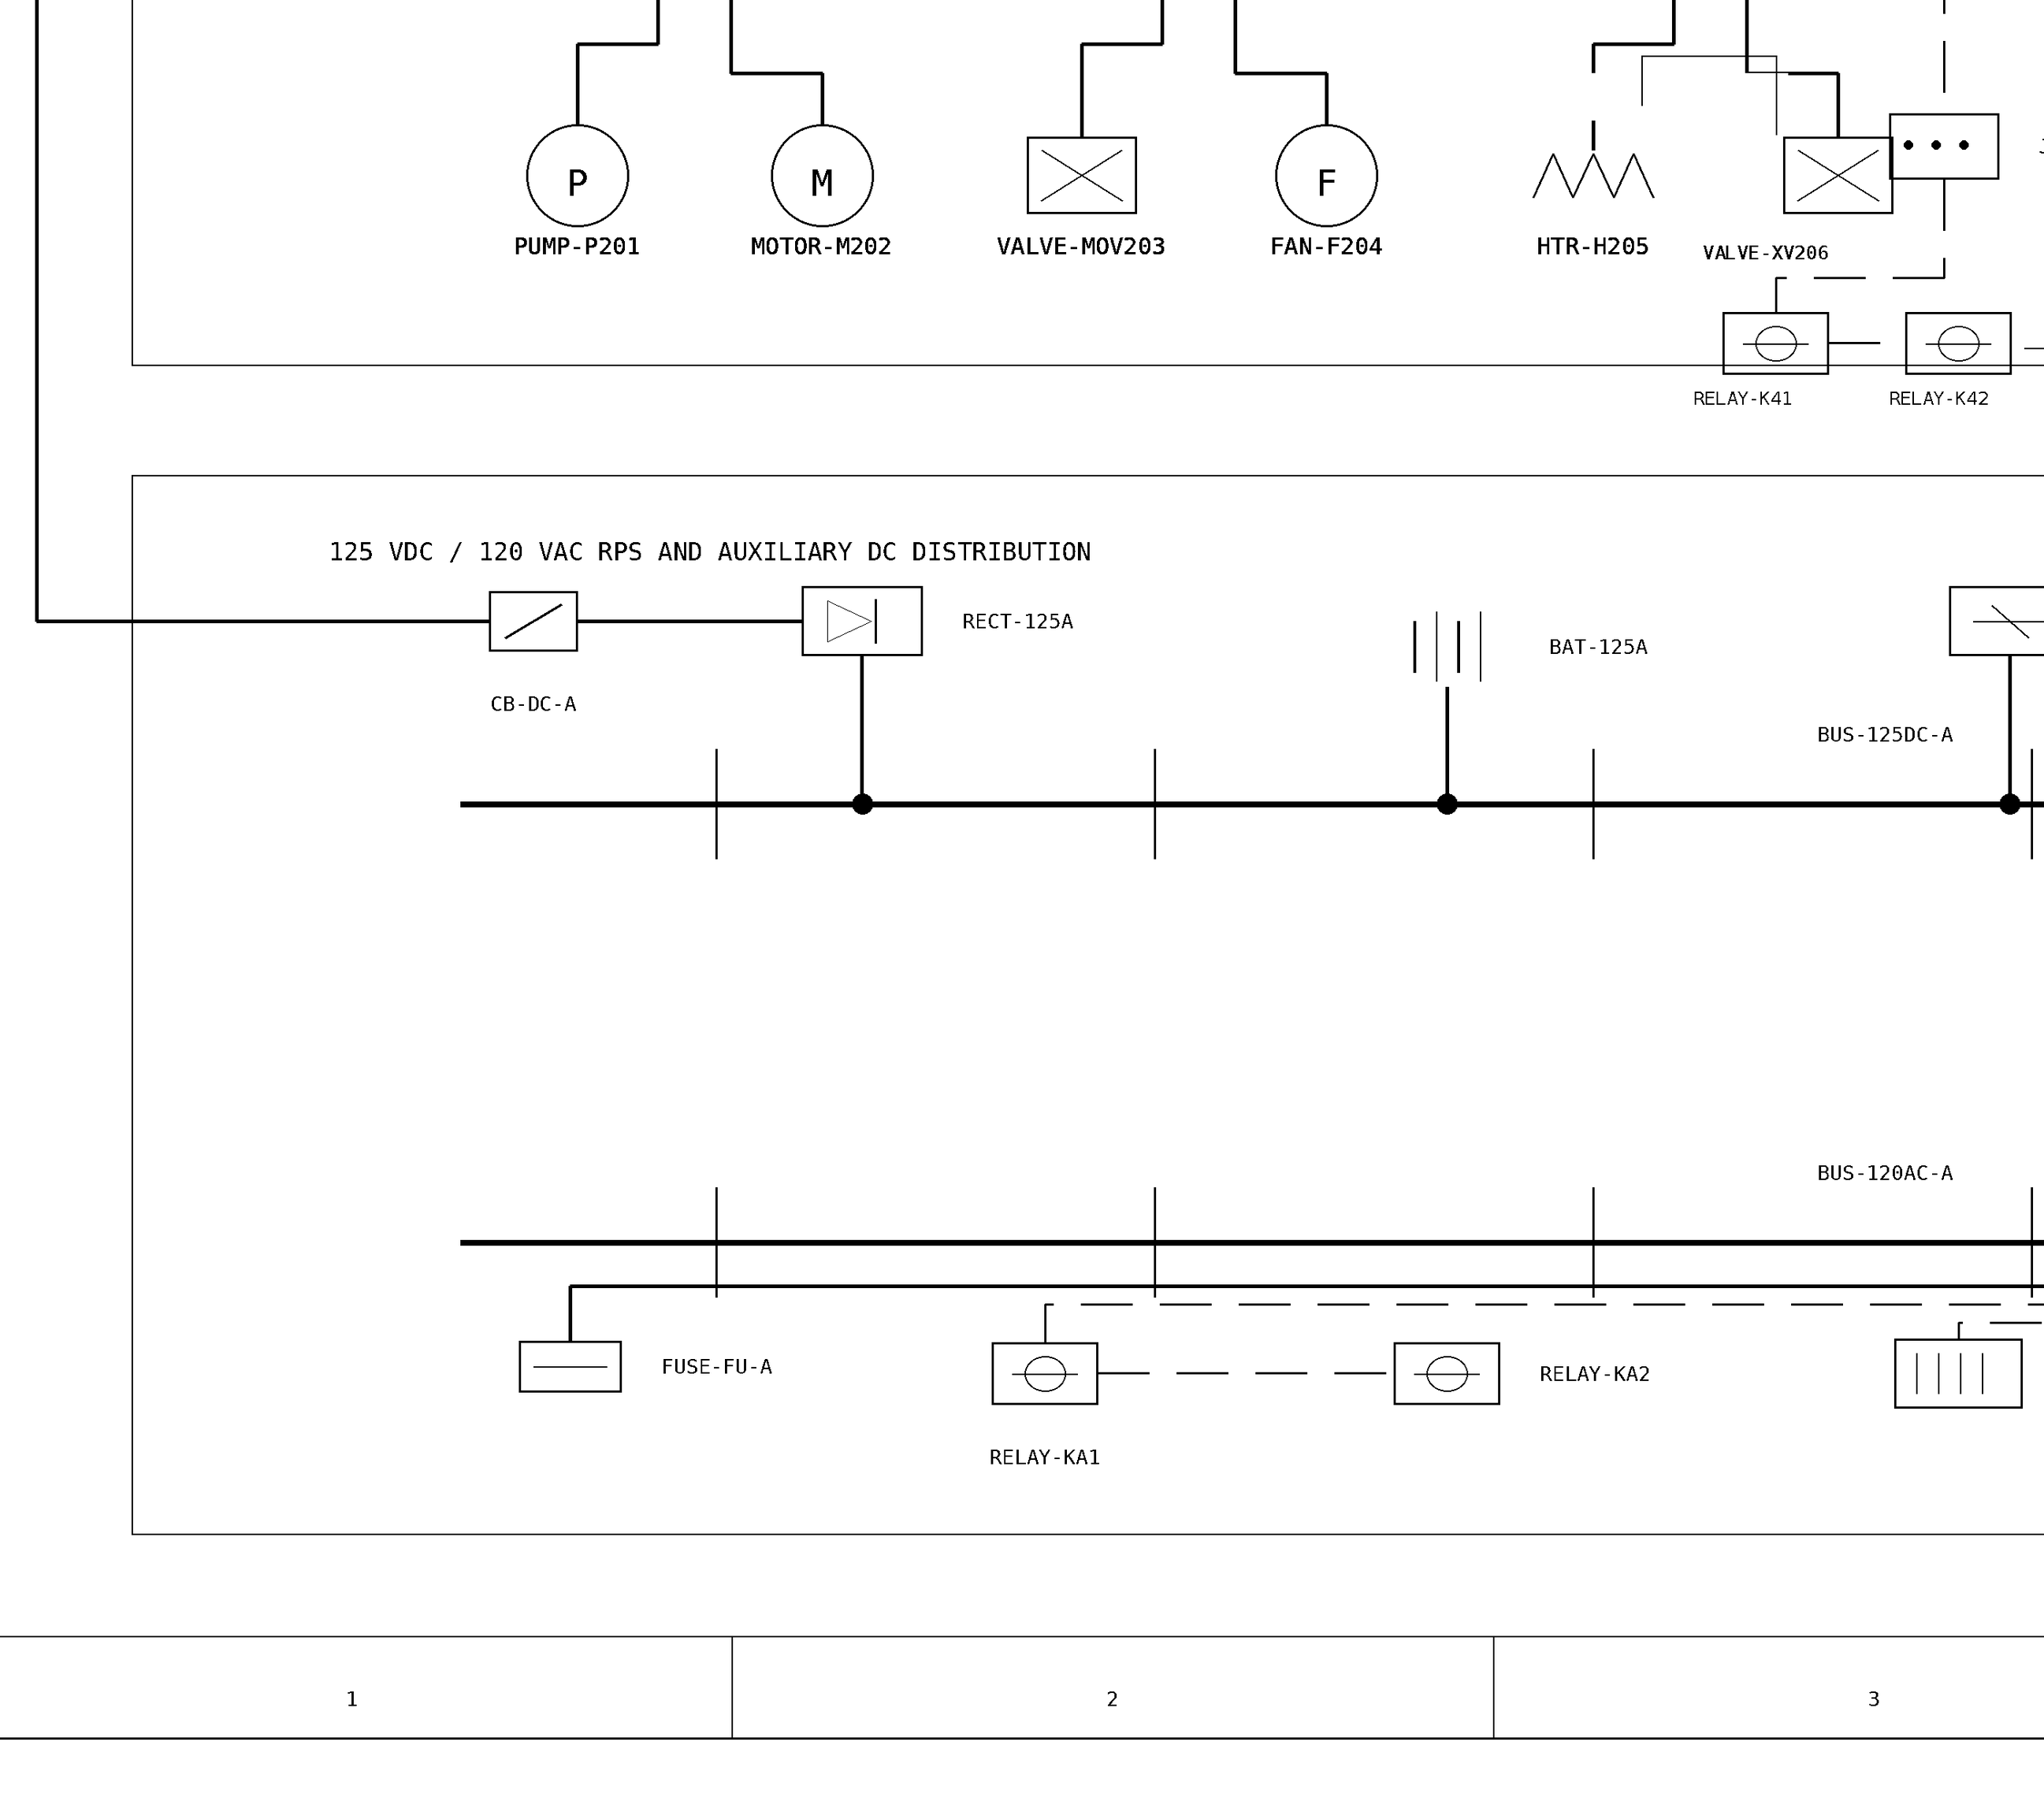 P
M
F
PUMP-P201
MOTOR-M202
VALVE-MOV203
FAN-F204
HTR-H205
VALVE-XV206
RELAY-K41
RELAY-K42
125 VDC / 120 VAC RPS AND AUXILIARY DC DISTRIBUTION
RECT-125A
BAT-125A
CB-DC-A
BUS-125DC-A
BUS-120AC-A
FUSE-FU-A
RELAY-KA2
RELAY-KA1
1
2
3